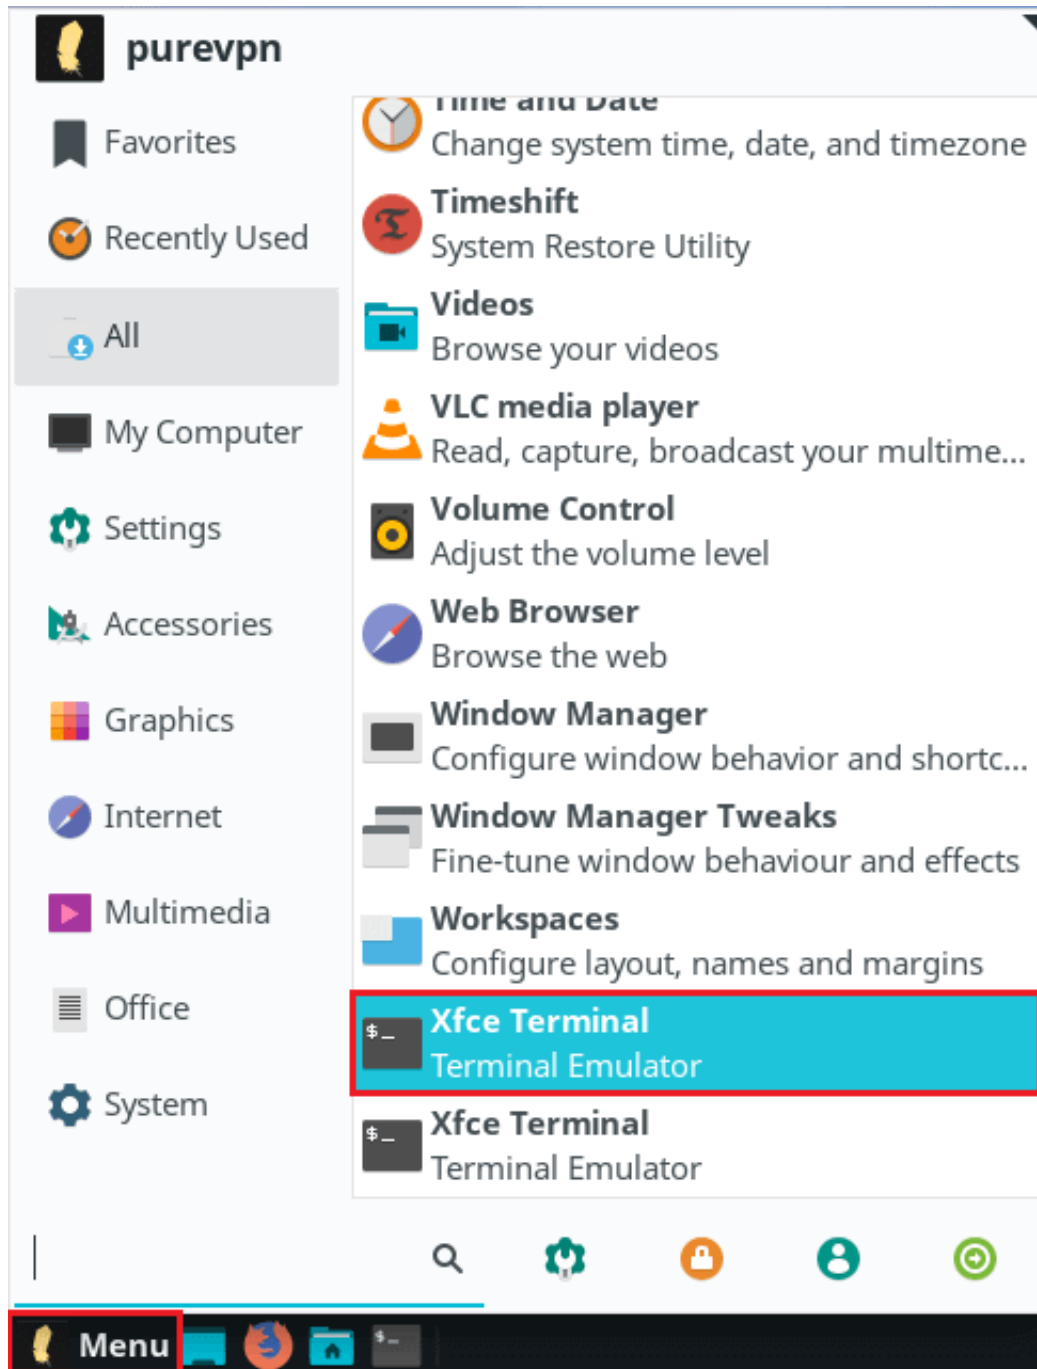 purevpn
Favorites
Recently Used
All
My Computer
Settings
Accessories
Graphics
Internet
Multimedia
Office
System
Time and Date
Change system time, date, and timezone
Timeshift
System Restore Utility
Videos
Browse your videos
VLC media player
Read, capture, broadcast your multime...
Volume Control
Adjust the volume level
Web Browser
Browse the web
Window Manager
Configure window behavior and shortc...
Window Manager Tweaks
Fine-tune window behaviour and effects
Workspaces
Configure layout, names and margins
$_
Xfce Terminal
Terminal Emulator
$_
Xfce Terminal
Terminal Emulator
Menu
$_